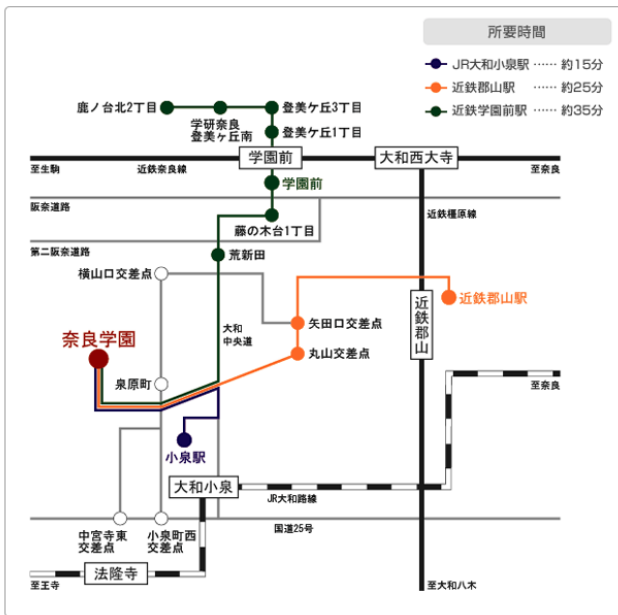 所要時間
JR大和小泉駅 …… 約15分
近鉄郡山駅 …… 約25分
近鉄学園前駅 …… 約35分
鹿ノ台北2丁目
学研奈良
登美ヶ丘南
登美ケ丘3丁目
登美ケ丘1丁目
学園前
大和西大寺
至生駒
近鉄奈良線
至奈良
学園前
阪奈道路
近鉄橿原線
藤の木台1丁目
第二阪奈道路
荒新田
横山口交差点
近鉄郡山駅
矢田口交差点
近鉄郡山
大和
中央道
奈良学園
丸山交差点
泉原町
至奈良
小泉駅
大和小泉
JR大和路線
国道25号
中宮寺東
交差点
小泉町西
交差点
法隆寺
至王寺
至大和八木